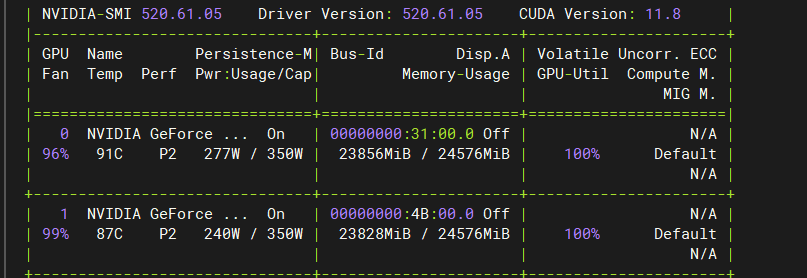 | NVIDIA-SMI 520.61.05    Driver Version: 520.61.05    CUDA Version: 11.8     |
|-------------------------------+----------------------+----------------------+
| GPU  Name        Persistence-M| Bus-Id        Disp.A | Volatile Uncorr. ECC |
| Fan  Temp  Perf  Pwr:Usage/Cap|         Memory-Usage | GPU-Util  Compute M. |
|                               |                      |               MIG M. |
|===============================+======================+======================|
|   0  NVIDIA GeForce ...  On   | 00000000:31:00.0 Off |                  N/A |
| 96%   91C    P2   277W / 350W |  23856MiB / 24576MiB |    100%      Default |
|                               |                      |                  N/A |
+-------------------------------+----------------------+----------------------+
|   1  NVIDIA GeForce ...  On   | 00000000:4B:00.0 Off |                  N/A |
| 99%   87C    P2   240W / 350W |  23828MiB / 24576MiB |    100%      Default |
|                               |                      |                  N/A |
+-------------------------------+----------------------+----------------------+